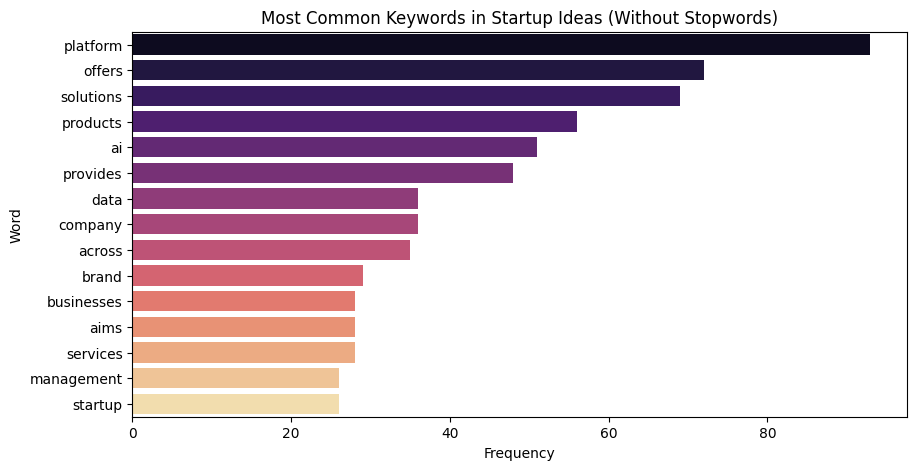 Most Common Keywords in Startup Ideas (Without Stopwords)
Word
platform
offers
solutions
products
ai
provides
data
company
across
brand
businesses
aims
services
management
startup
0 20 40 60 80
Frequency